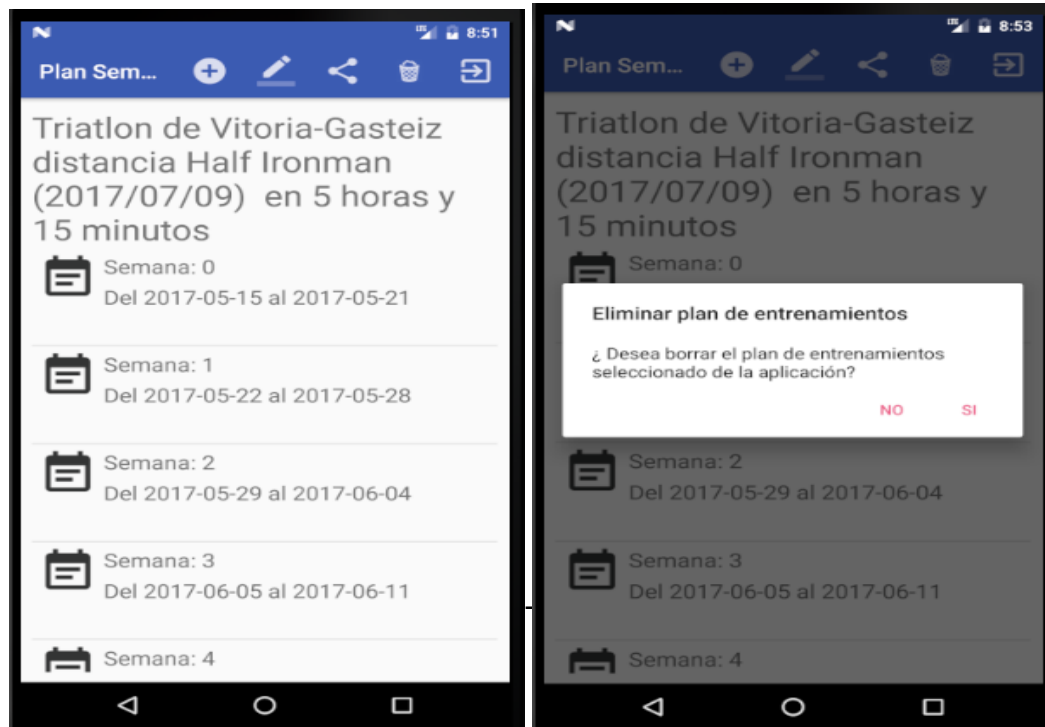 8:51
Plan Sem...
Triatlon de Vitoria-Gasteiz
distancia Half Ironman
(2017/07/09) en 5 horas y
15 minutos
Semana: 0
Del 2017-05-15 al 2017-05-21
Semana: 1
Del 2017-05-22 al 2017-05-28
Semana: 2
Del 2017-05-29 al 2017-06-04
Semana: 3
Del 2017-06-05 al 2017-06-11
Semana: 4
8:53
Plan Sem...
Triatlon de Vitoria-Gasteiz
distancia Half Ironman
(2017/07/09) en 5 horas y
15 minutos
Semana: 0
Eliminar plan de entrenamientos
¿ Desea borrar el plan de entrenamientos
seleccionado de la aplicación?
NO SI
Semana: 2
Del 2017-05-29 al 2017-06-04
Semana: 3
Del 2017-06-05 al 2017-06-11
Semana: 4